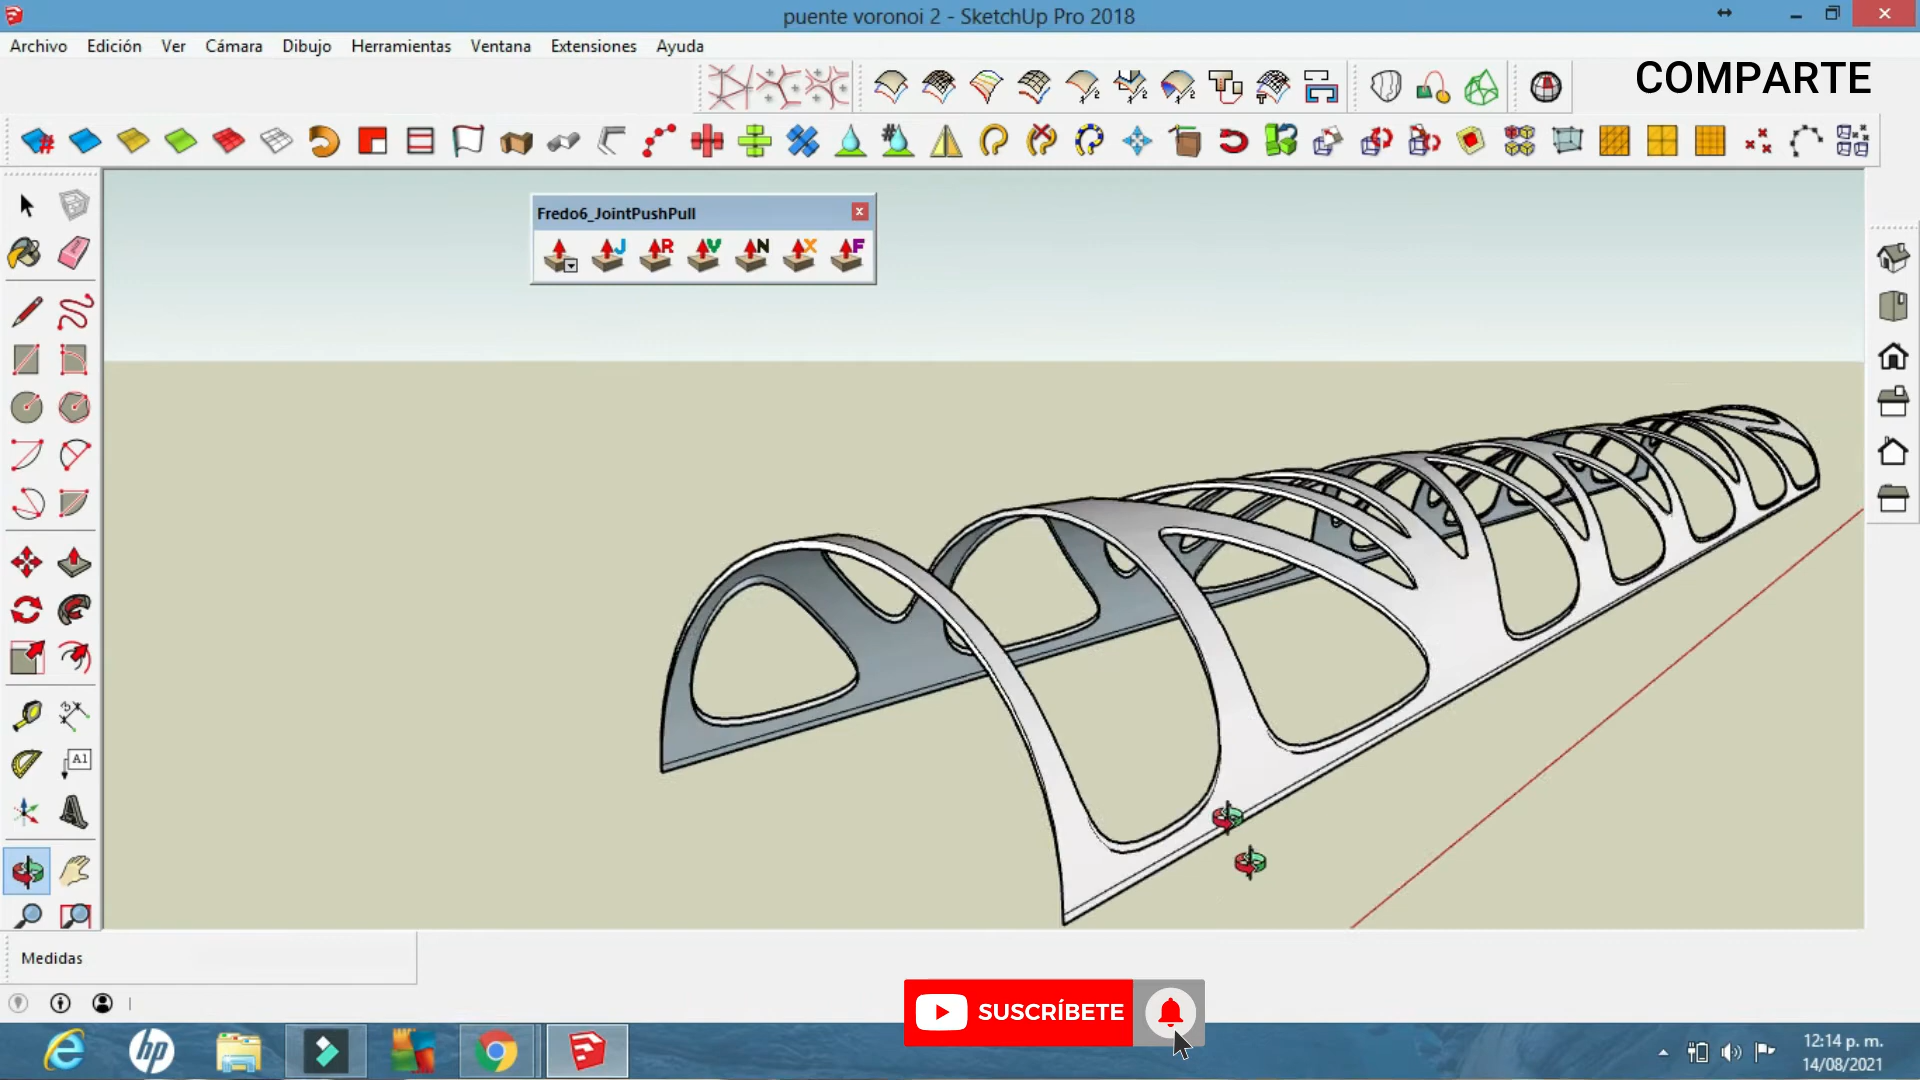 puente voronoi 2 - SketchUp Pro 2018
Archivo Edición Ver Cámara Dibujo Herramientas Ventana Extensiones Ayuda
COMPARTE
Fredo6_JointPushPull
J R V N X F
A1
Medidas
SUSCRÍBETE
12:14 p. m.
14/08/2021